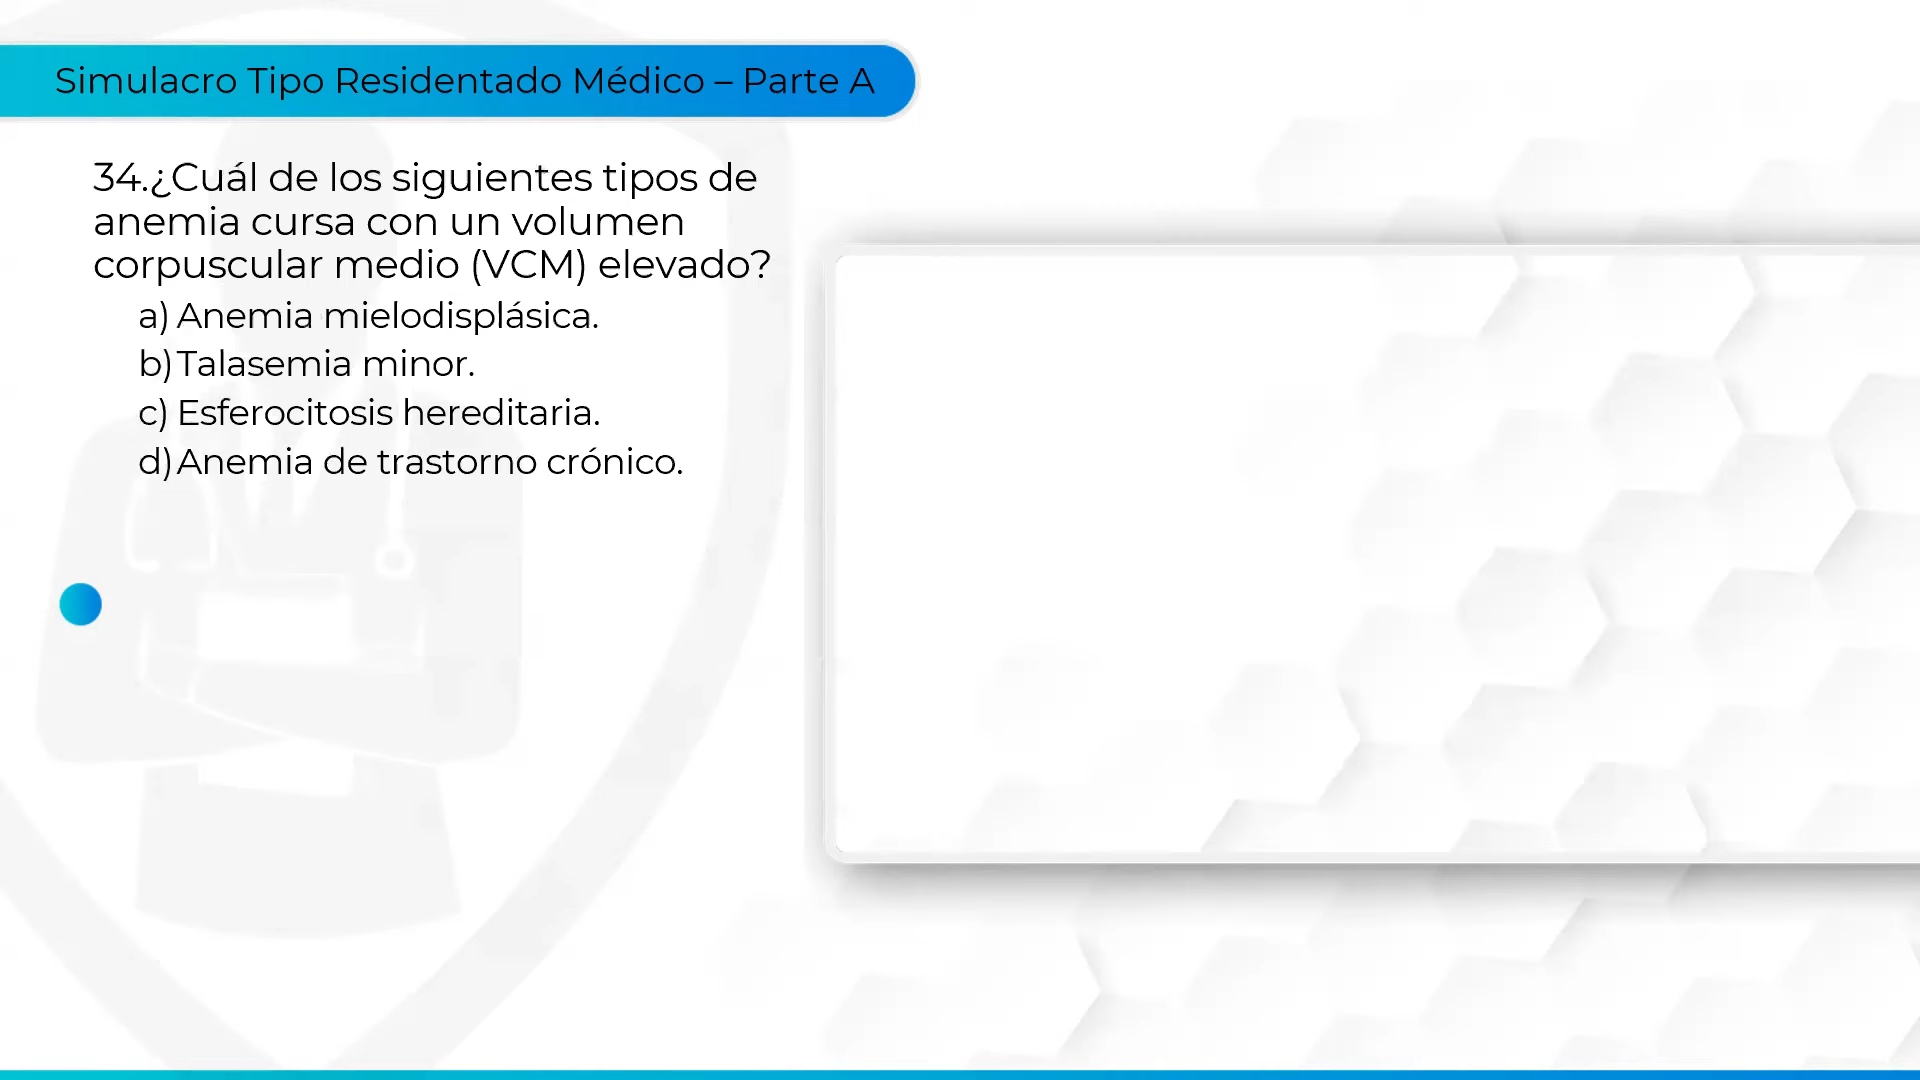 Simulacro Tipo Residentado Médico – Parte A
34.¿Cuál de los siguientes tipos de
anemia cursa con un volumen
corpuscular medio (VCM) elevado?
a) Anemia mielodisplásica.
b) Talasemia minor.
c) Esferocitosis hereditaria.
d) Anemia de trastorno crónico.